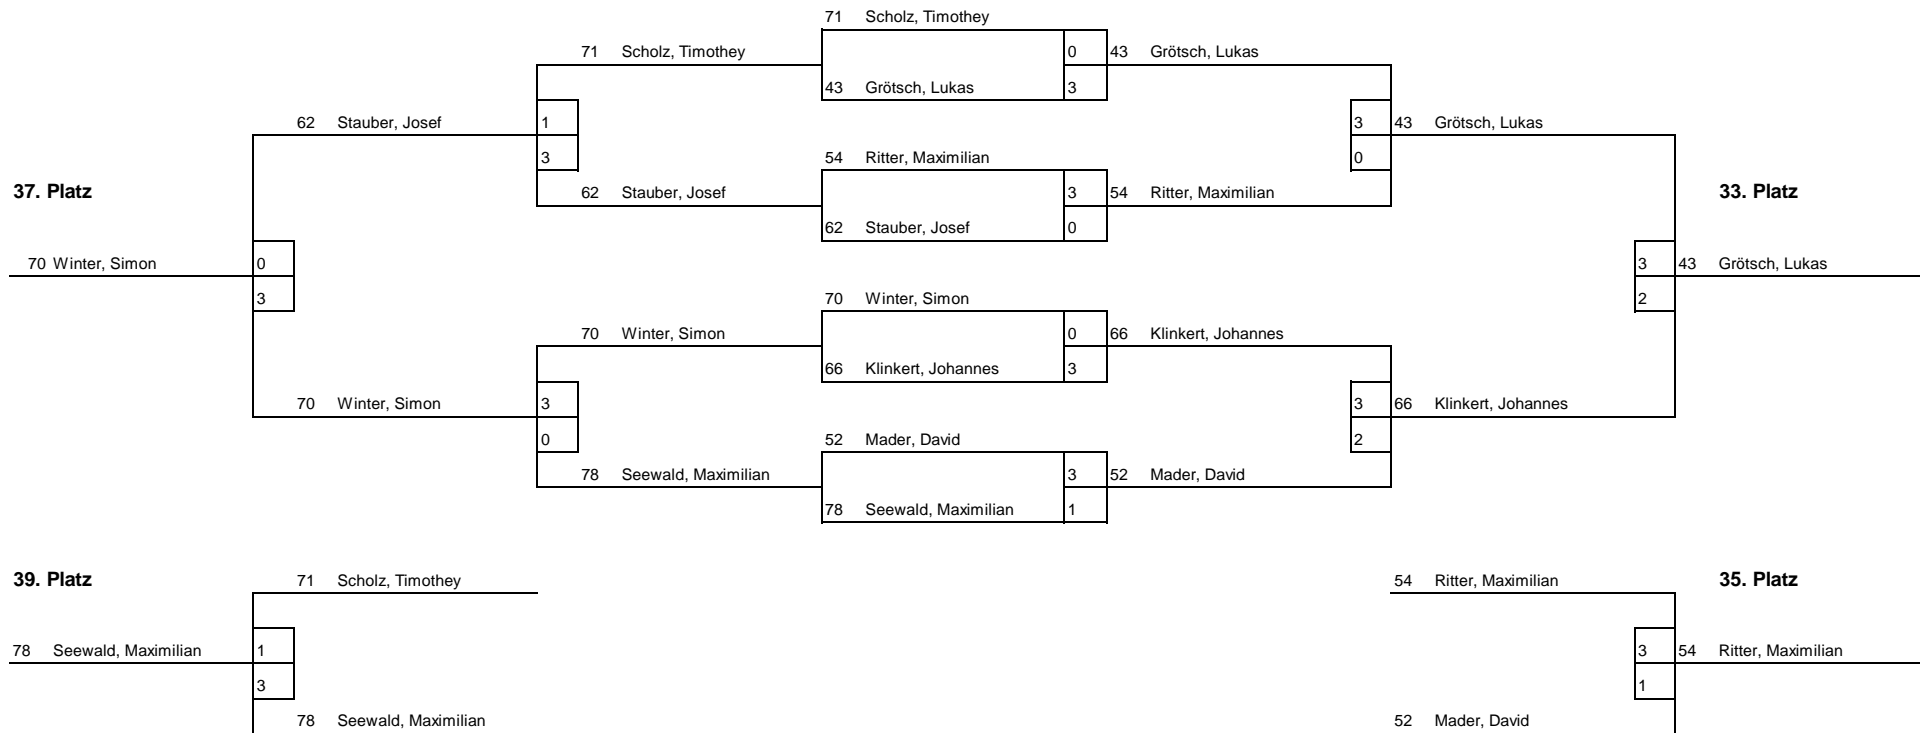 71 Scholz, Timothey
71 Scholz, Timothey 0 43 Grötsch, Lukas
43 Grötsch, Lukas 3
62 Stauber, Josef 1 3 43 Grötsch, Lukas
3 54 Ritter, Maximilian 0
37. Platz 62 Stauber, Josef 3 54 Ritter, Maximilian 33. Platz
62 Stauber, Josef 0
70 Winter, Simon 0 3 43 Grötsch, Lukas
3 70 Winter, Simon 2
70 Winter, Simon 0 66 Klinkert, Johannes
66 Klinkert, Johannes 3
70 Winter, Simon 3 3 66 Klinkert, Johannes
0 52 Mader, David 2
78 Seewald, Maximilian 3 52 Mader, David
78 Seewald, Maximilian 1
39. Platz 71 Scholz, Timothey 54 Ritter, Maximilian 35. Platz
78 Seewald, Maximilian 1 3 54 Ritter, Maximilian
3 1
78 Seewald, Maximilian 52 Mader, David